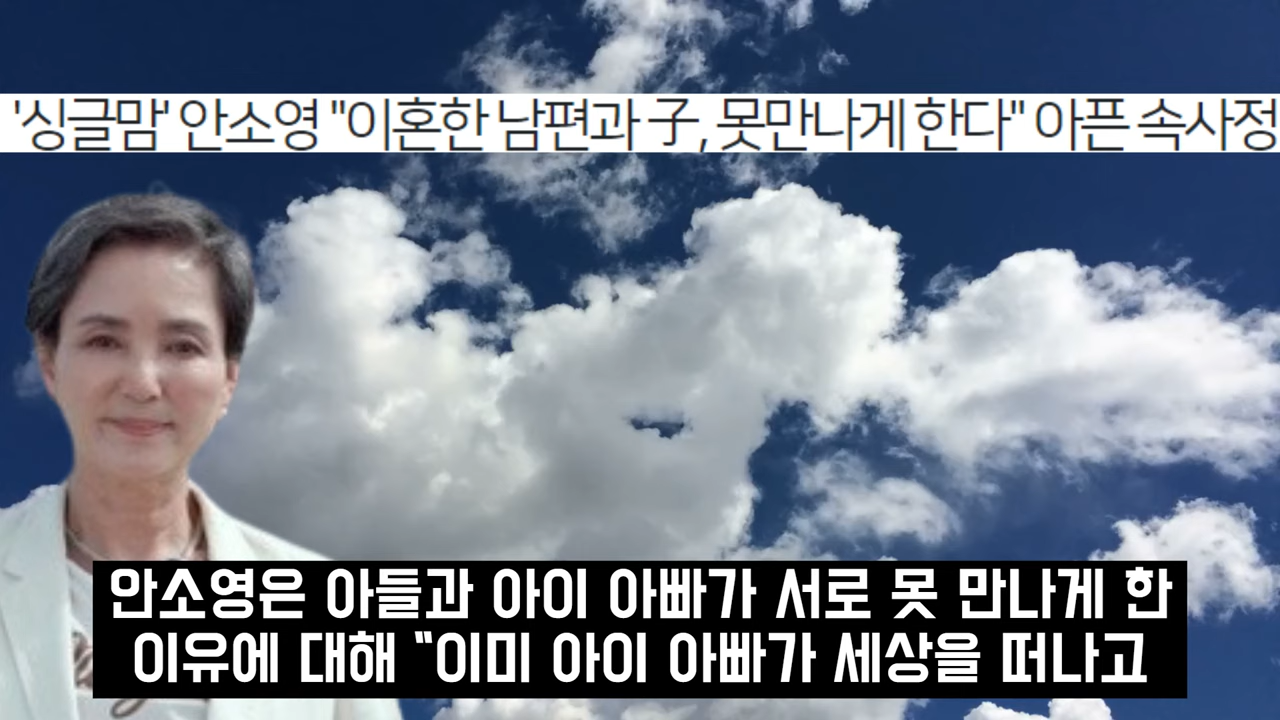 '싱글맘' 안소영 "이혼한 남편과 子, 못만나게 한다" 아픈 속사정
안소영은 아들과 아이 아빠가 서로 못 만나게 한
이유에 대해 “이미 아이 아빠가 세상을 떠나고